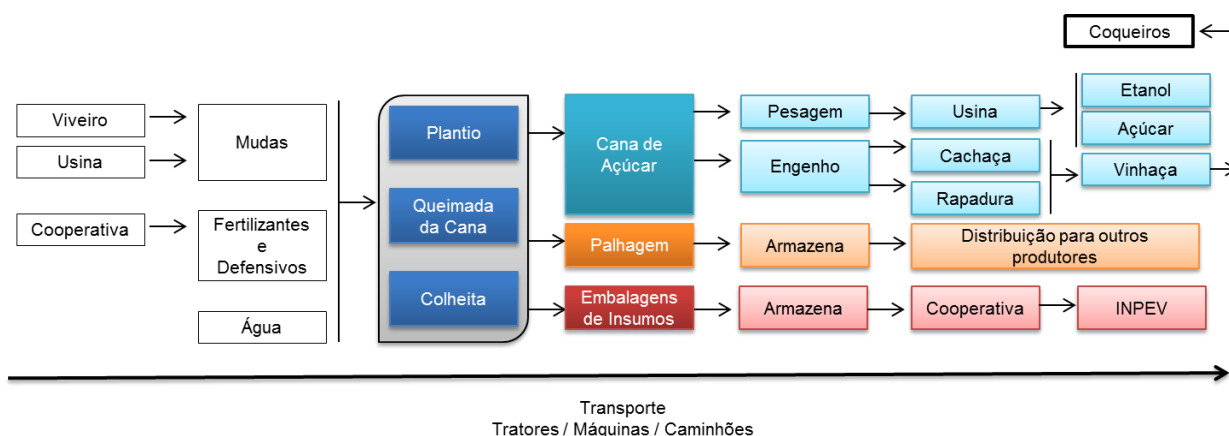 Coqueiros
Viveiro
Usina
Cooperativa
Mudas
Fertilizantes
e
Defensivos
Água
Plantio
Queimada
da Cana
Colheita
Cana de
Açúcar
Palhagem
Embalagens
de Insumos
Pesagem
Engenho
Armazena
Armazena
Usina
Cachaça
Rapadura
Distribuição para outros
produtores
Cooperativa
Etanol
Açúcar
Vinhaça
INPEV
Transporte
Tratores / Máquinas / Caminhões